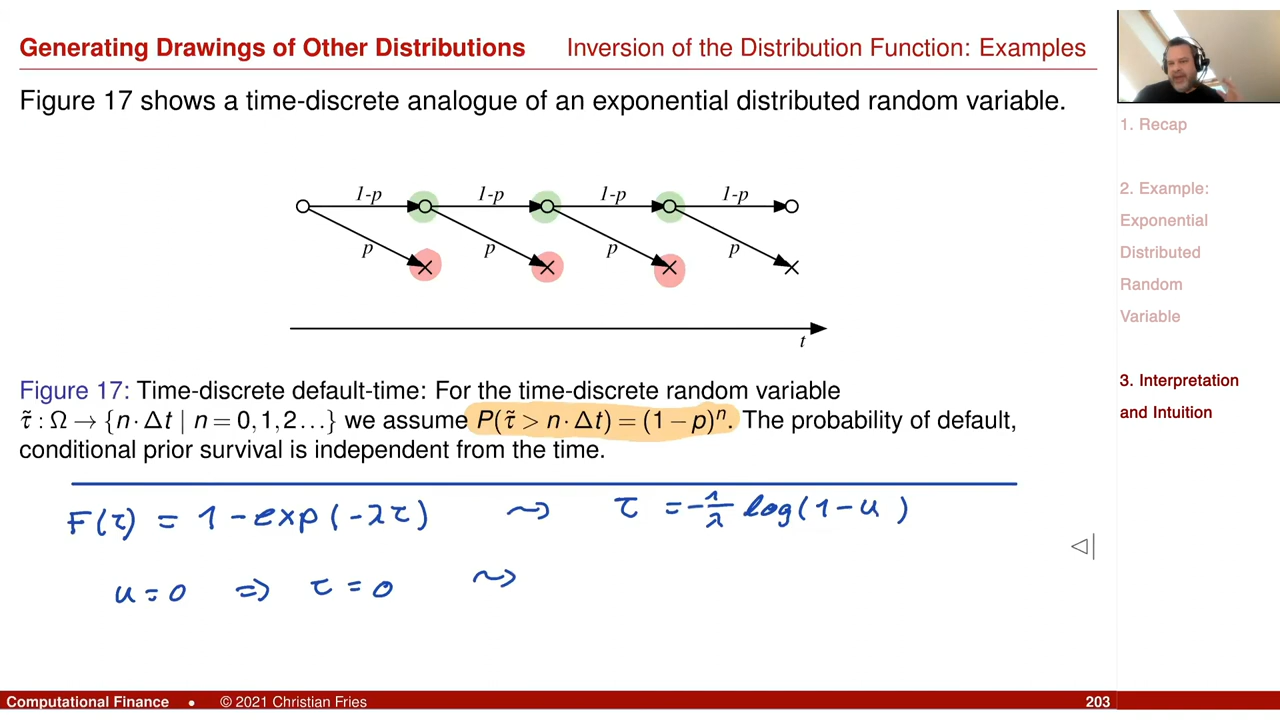 Generating Drawings of Other Distributions Inversion of the Distribution Function: Examples
Figure 17 shows a time-discrete analogue of an exponential distributed random variable.
1-p 1-p 1-p 1-p
p p p p
t
Figure 17: Time-discrete default-time: For the time-discrete random variable
τ̃ : Ω → {n · Δt | n = 0, 1, 2 ...} we assume P(τ̃ > n · Δt) = (1 − p)ⁿ. The probability of default,
conditional prior survival is independent from the time.
F(τ) = 1 - exp(-λτ) ⇝ τ = -1/λ log(1-u)
u = 0 ⇒ τ = 0 ⇝
1. Recap
2. Example:
Exponential
Distributed
Random
Variable
3. Interpretation
and Intuition
Computational Finance • © 2021 Christian Fries 203